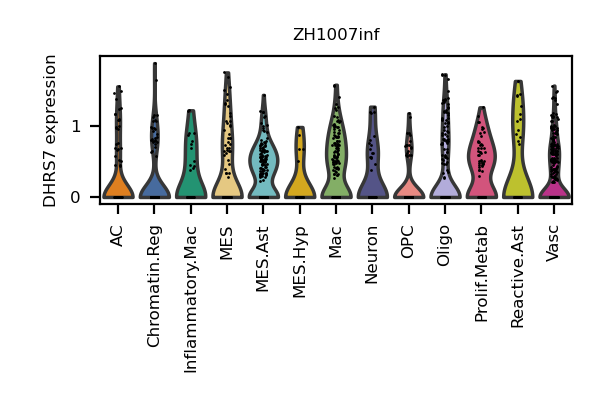 ZH1007inf
DHRS7 expression
1
0
AC
Chromatin.Reg
Inflammatory.Mac
MES
MES.Ast
MES.Hyp
Mac
Neuron
OPC
Oligo
Prolif.Metab
Reactive.Ast
Vasc